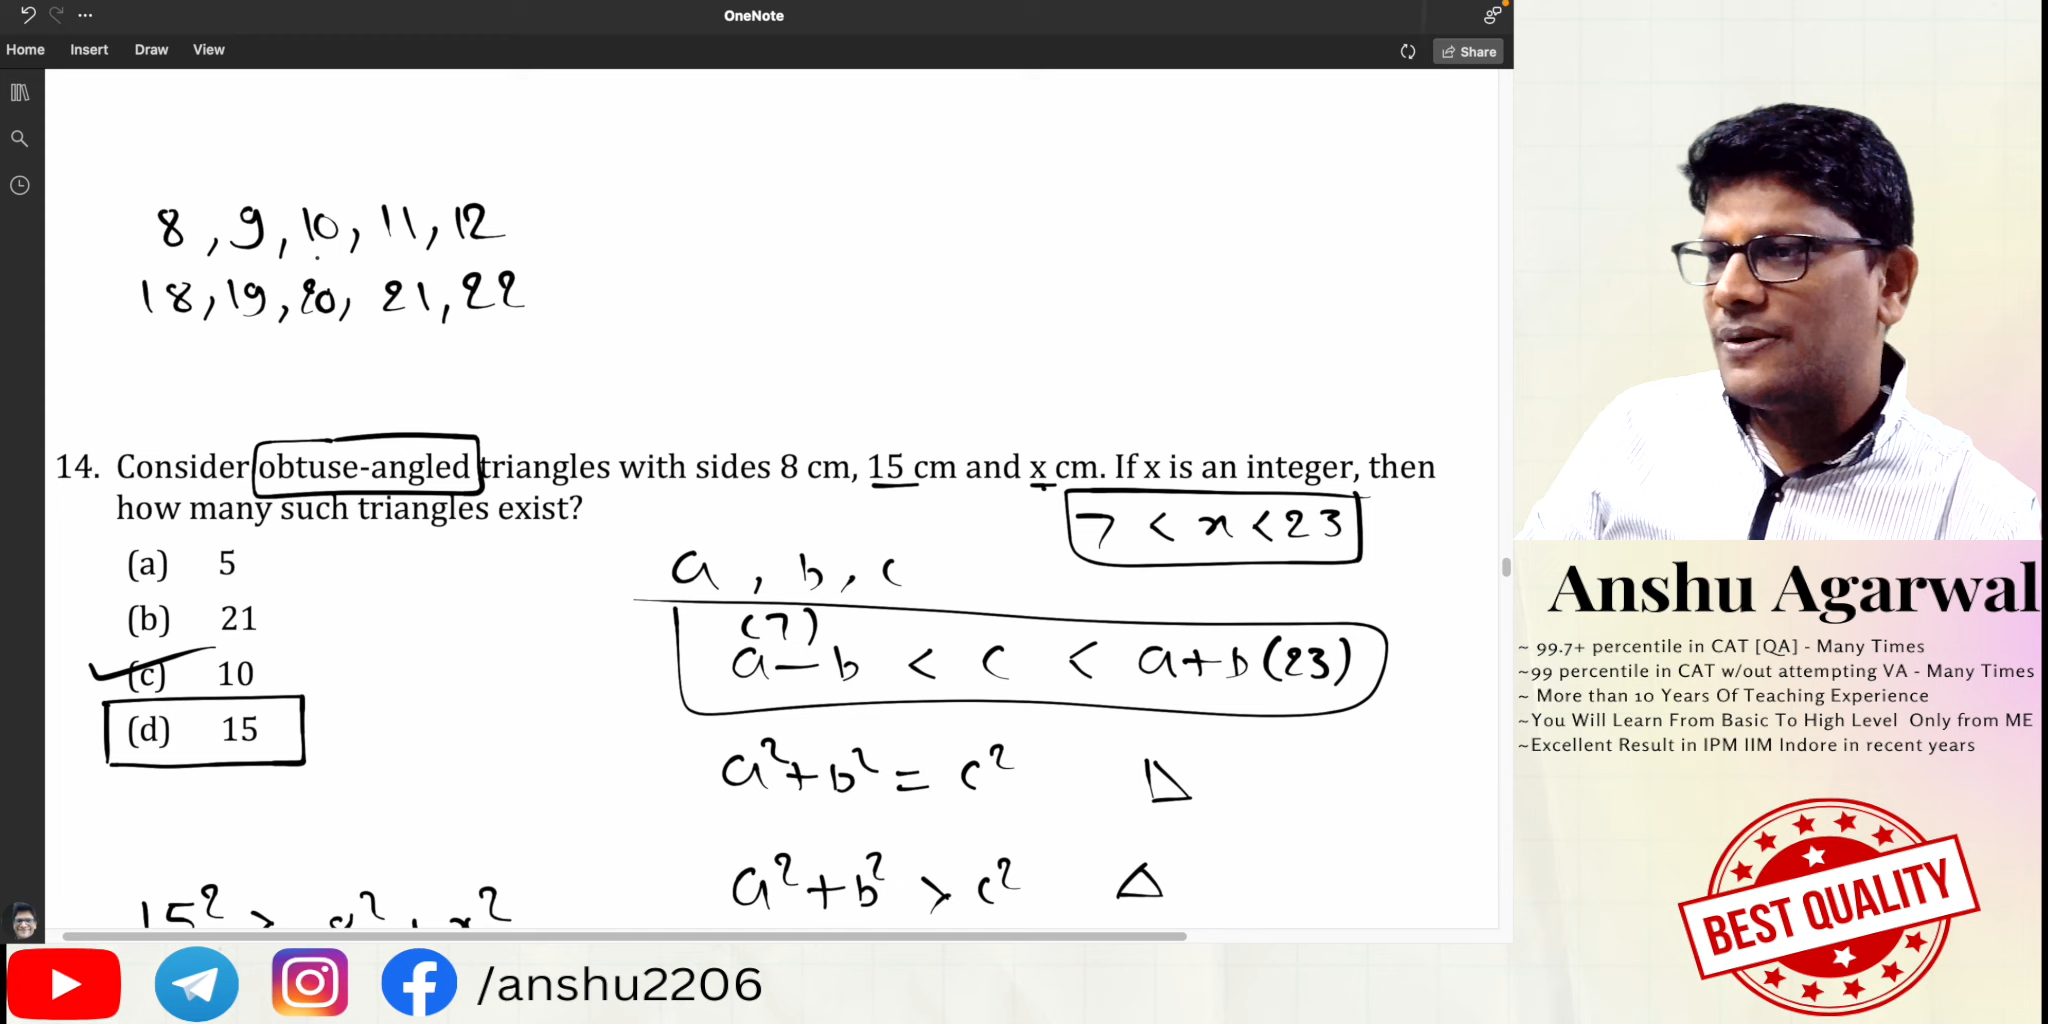 OneNote
Home Insert Draw View Share
8, 9, 10, 11, 12
18, 19, 20, 21, 22
14. Consider obtuse-angled triangles with sides 8 cm, 15 cm and x cm. If x is an integer, then
how many such triangles exist?
7 < x < 23
(a) 5
a, b, c
(b) 21
(7)
a - b < c < a+b (23)
(c) 10
(d) 15
a² + b² = c²
a² + b² > c²
15² >
Anshu Agarwal
~ 99.7+ percentile in CAT [QA] - Many Times
~99 percentile in CAT w/out attempting VA - Many Times
~ More than 10 Years Of Teaching Experience
~You Will Learn From Basic To High Level Only from ME
~Excellent Result in IPM IIM Indore in recent years
BEST QUALITY
/anshu2206